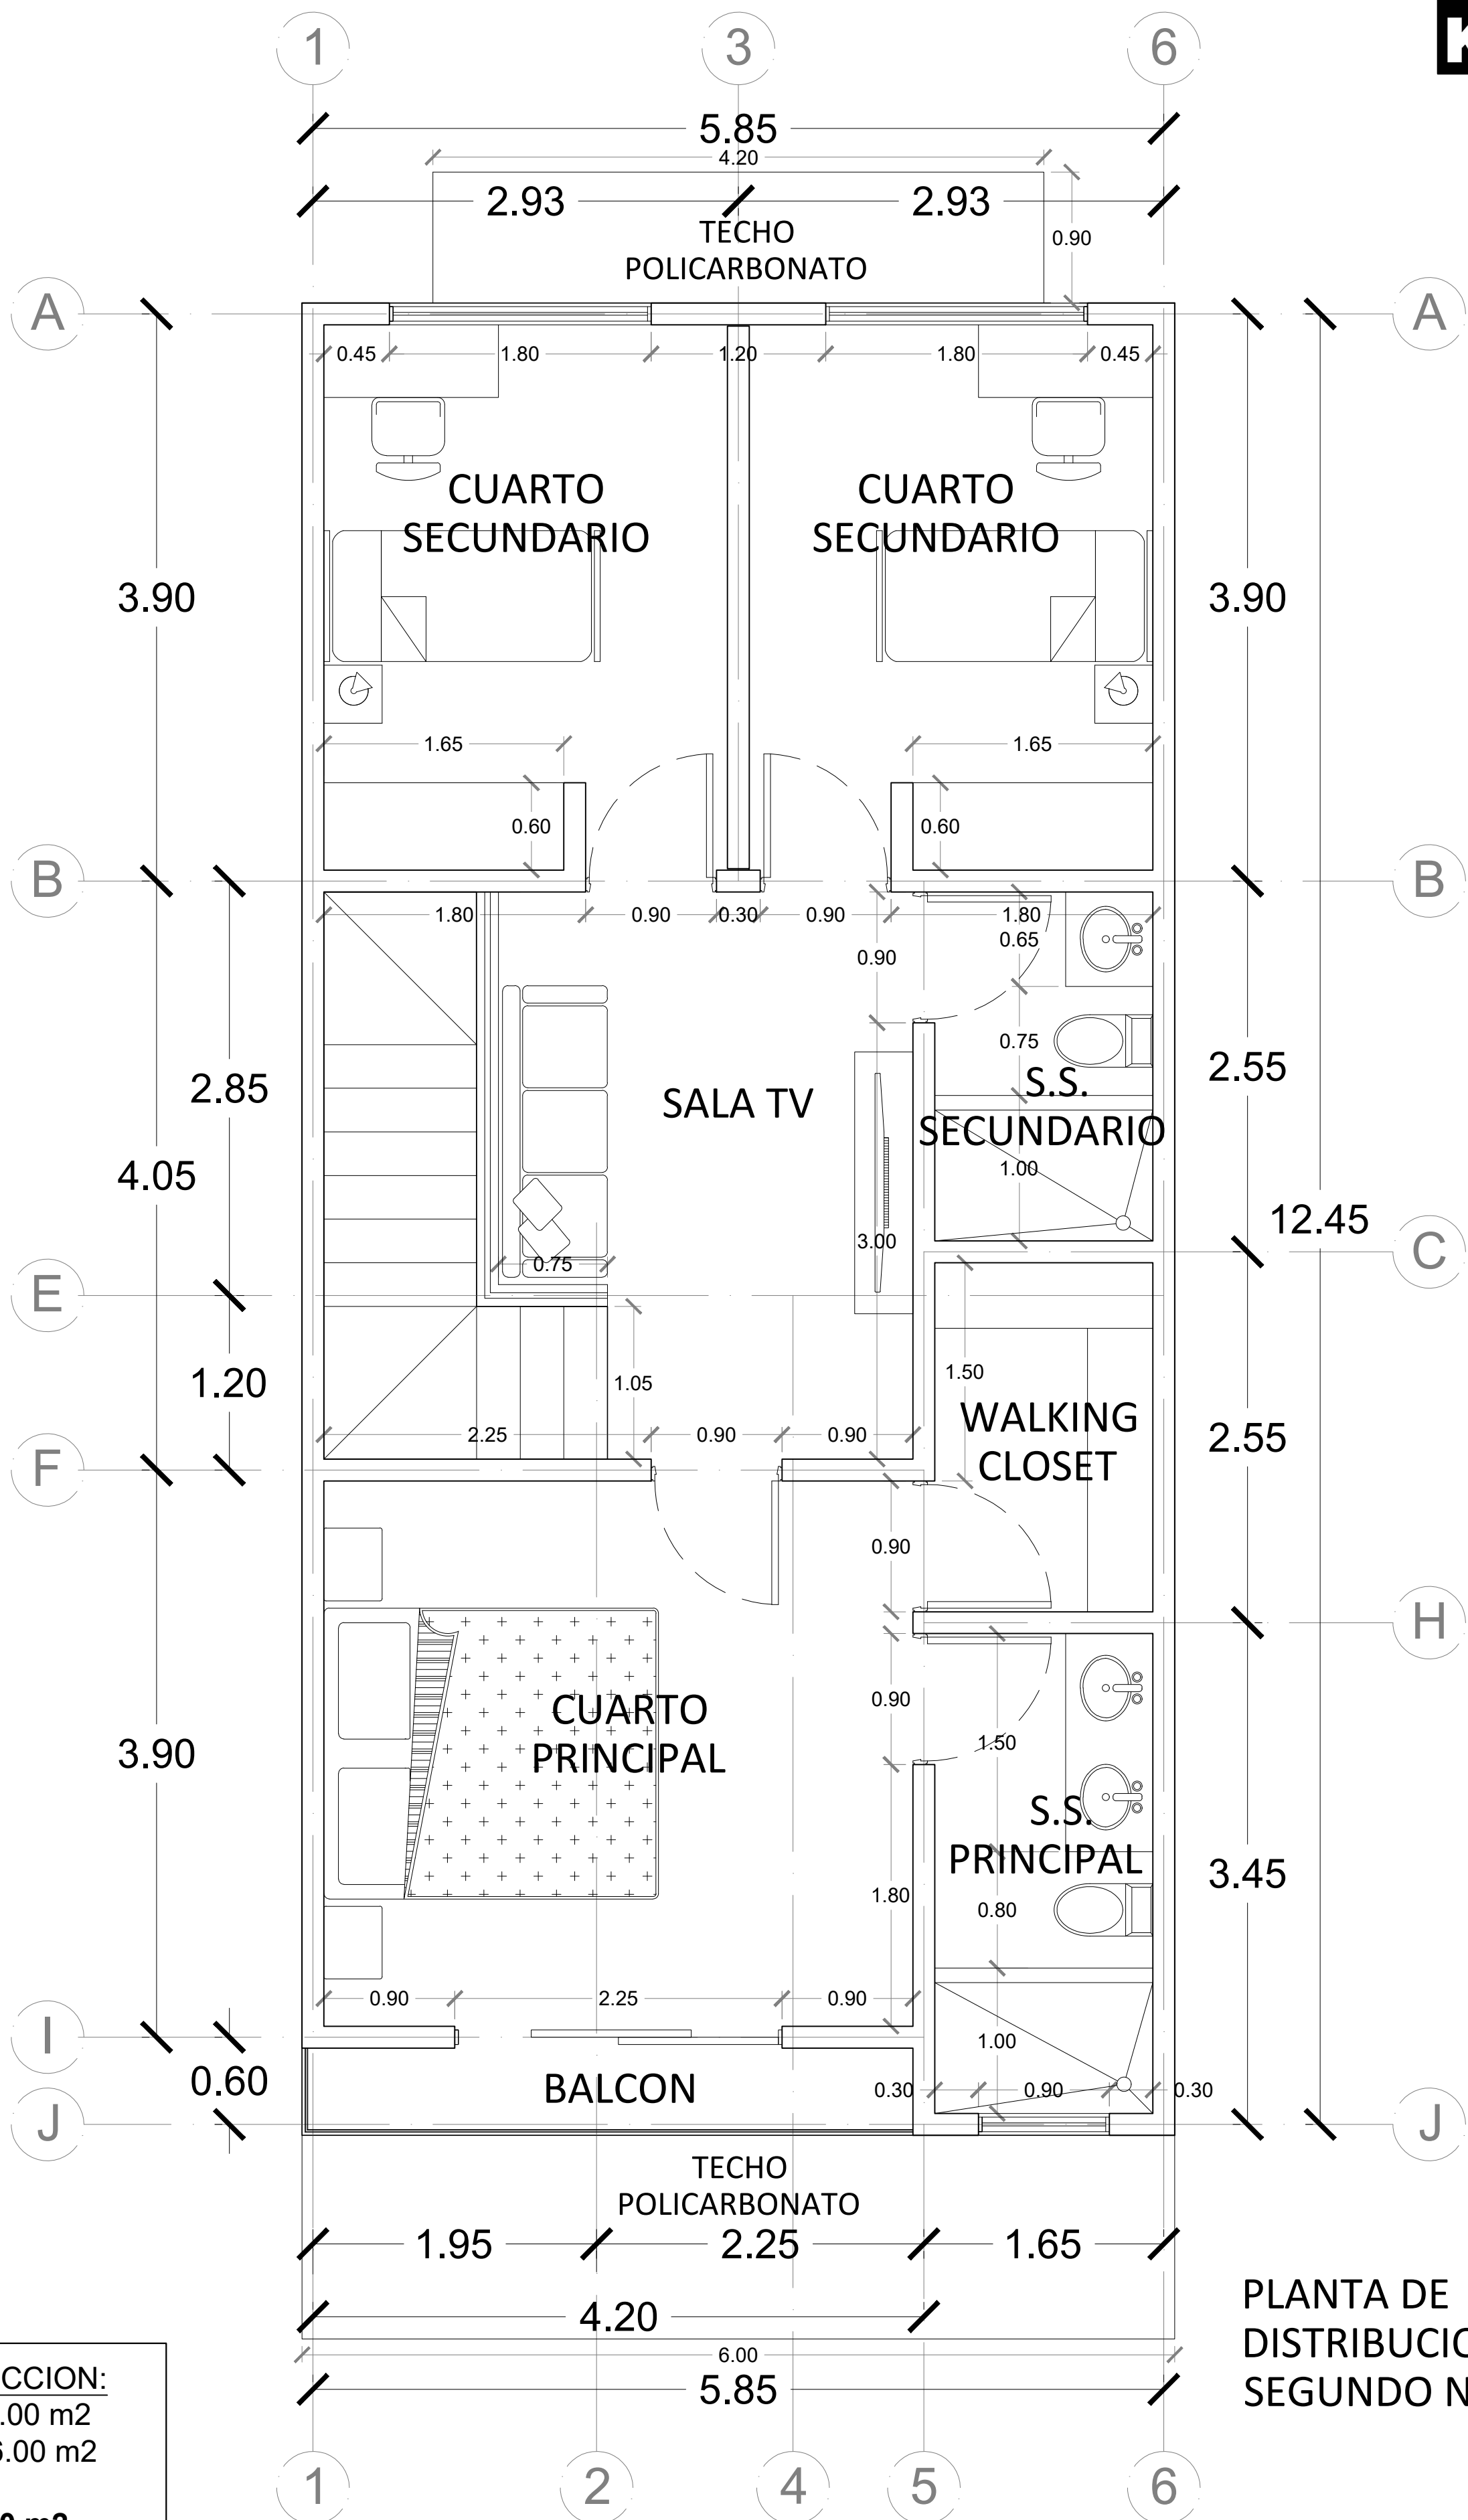 1
3
6
5.85
4.20
2.93
2.93
TECHO
POLICARBONATO
0.90
A
A
0.45
1.80
1.20
1.80
0.45
CUARTO
SECUNDARIO
CUARTO
SECUNDARIO
3.90
3.90
1.65
1.65
0.60
0.60
B
B
1.80
0.90
0.30
0.90
1.80
0.65
0.90
0.75
2.85
SALA TV
S.S.
SECUNDARIO
2.55
4.05
1.00
12.45
3.00
C
0.75
E
1.20
1.05
1.50
WALKING
CLOSET
2.55
2.25
0.90
0.90
F
0.90
H
0.90
CUARTO
PRINCIPAL
1.50
3.90
S.S.
PRINCIPAL
3.45
1.80
0.80
0.90
2.25
0.90
I
1.00
0.60
BALCON
0.30
0.90
0.30
J
J
TECHO
POLICARBONATO
1.95
2.25
1.65
4.20
6.00
5.85
PLANTA DE
DISTRIBUCIO
SEGUNDO N
CCION:
.00 m2
6.00 m2
1
2
4
5
6